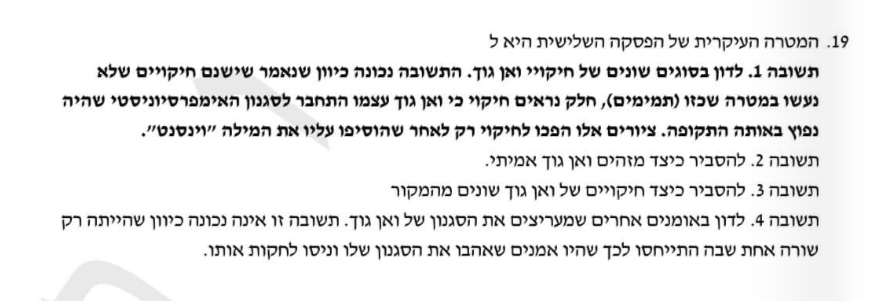 19. המטרה העיקרית של הפסקה השלישית היא ל
תשובה 1. לדון בסוגים שונים של חיקויי ואן גוך. התשובה נכונה כיוון שנאמר שישנם חיקויים שלא
נעשו במטרה שכזו (תמימים), חלק נראים חיקוי כי ואן גוך עצמו התחבר לסגנון האימפרסיוניסטי שהיה
נפוץ באותה התקופה. ציורים אלו הפכו לחיקוי רק לאחר שהוסיפו עליו את המילה "וינסנט".
תשובה 2. להסביר כיצד מזהים ואן גוך אמיתי.
תשובה 3. להסביר כיצד חיקויים של ואן גוך שונים מהמקור
תשובה 4. לדון באומנים אחרים שמעריצים את הסגנון של ואן גוך. תשובה זו אינה נכונה כיוון שהייתה רק
שורה אחת שבה התייחסו לכך שהיו אמנים שאהבו את הסגנון שלו וניסו לחקות אותו.